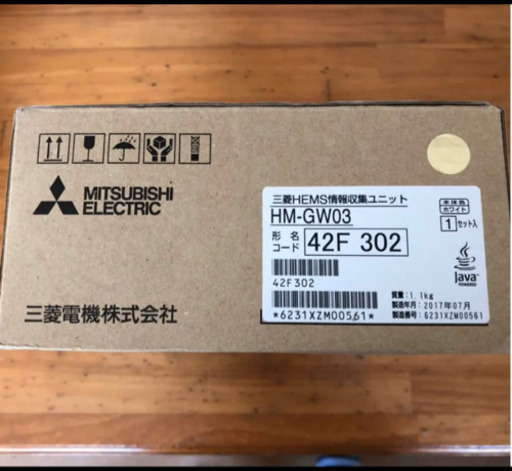 MITSUBISHI
ELECTRIC
三菱電機株式会社
三菱HEMS情報収集ユニット
HM-GW03
形名
コード
42F 302
42F302
*6231XZM00561*
本体色
ホワイト
1セット入
Java
POWERED
質量：1.1kg
製造年月：2017年07月
製造番号：6231XZM00561